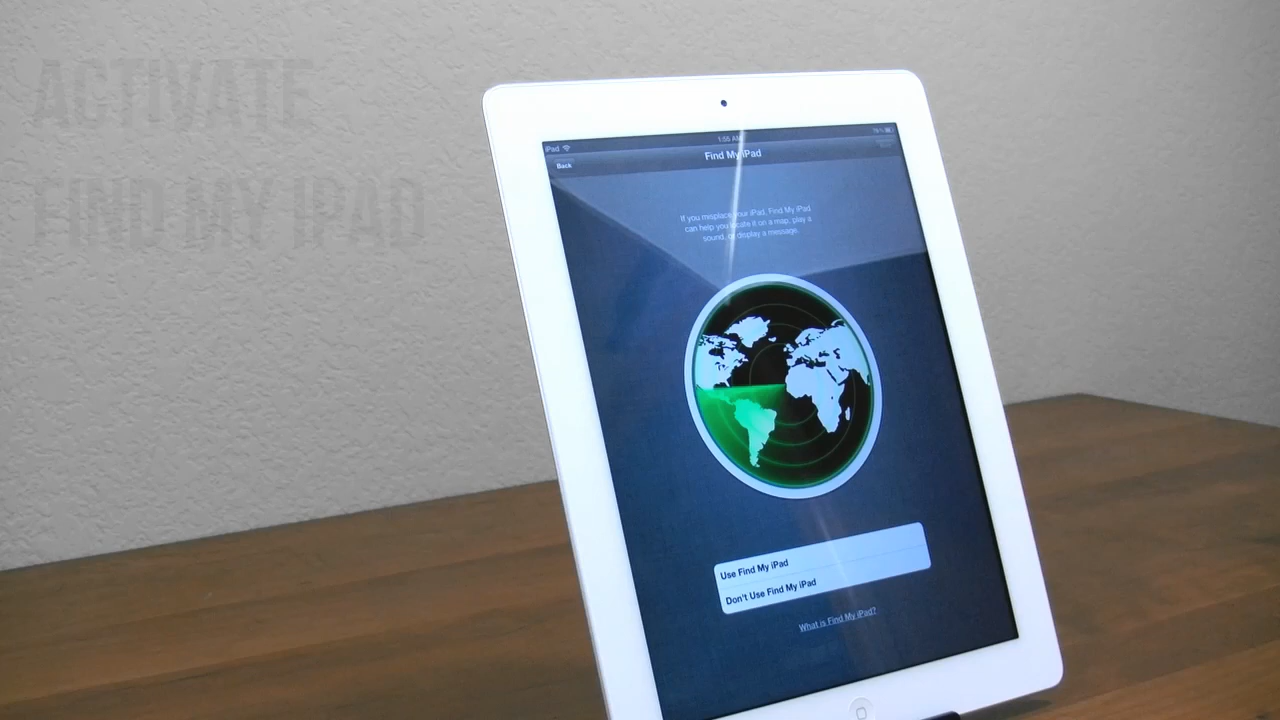 ACTIVATE
FIND MY IPAD
iPad 1:55 AM
Back Find My iPad
If you misplace your iPad, Find My iPad
can help you locate it on a map, play a
sound, or display a message.
Use Find My iPad
Don't Use Find My iPad
What is Find My iPad?